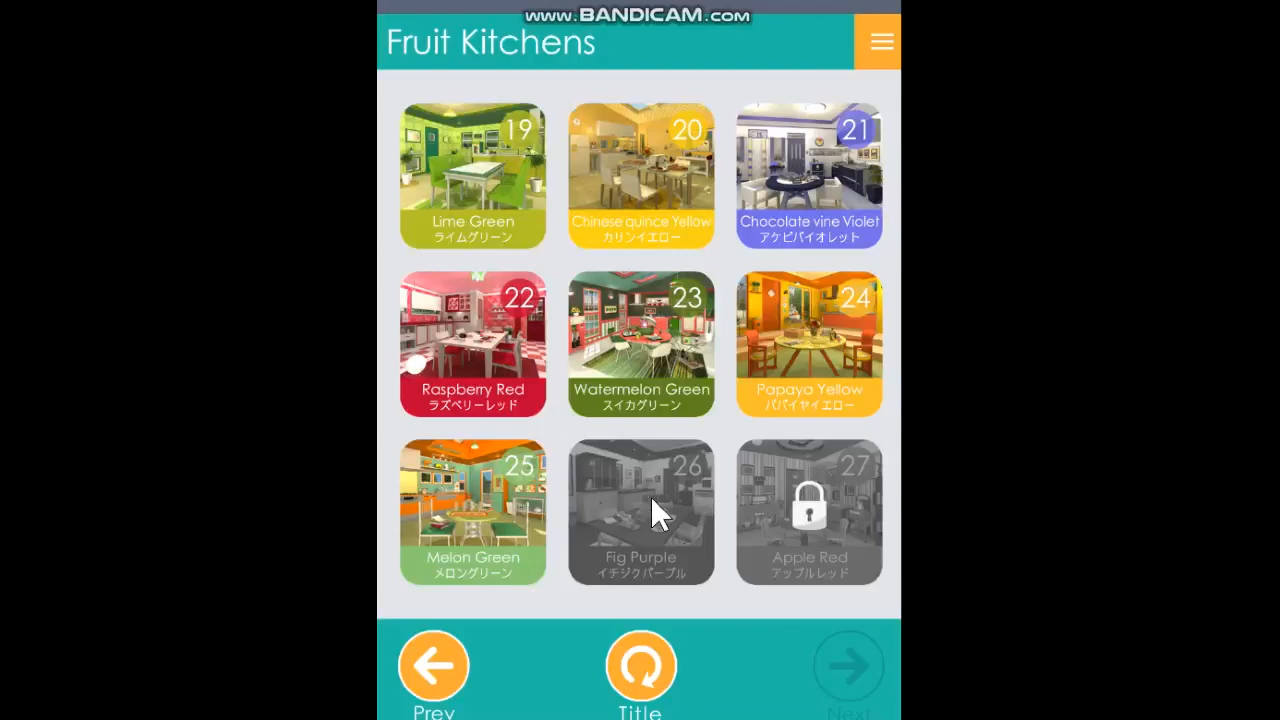 www.BANDICAM.com
Fruit Kitchens
19
20
21
Lime Green
ライムグリーン
Chinese quince Yellow
カリンイエロー
Chocolate vine Violet
アケビバイオレット
22
23
24
Raspberry Red
ラズベリーレッド
Watermelon Green
スイカグリーン
Papaya Yellow
パパイヤイエロー
25
26
27
Melon Green
メロングリーン
Fig Purple
イチジクパープル
Apple Red
アップルレッド
Prev
Title
Next